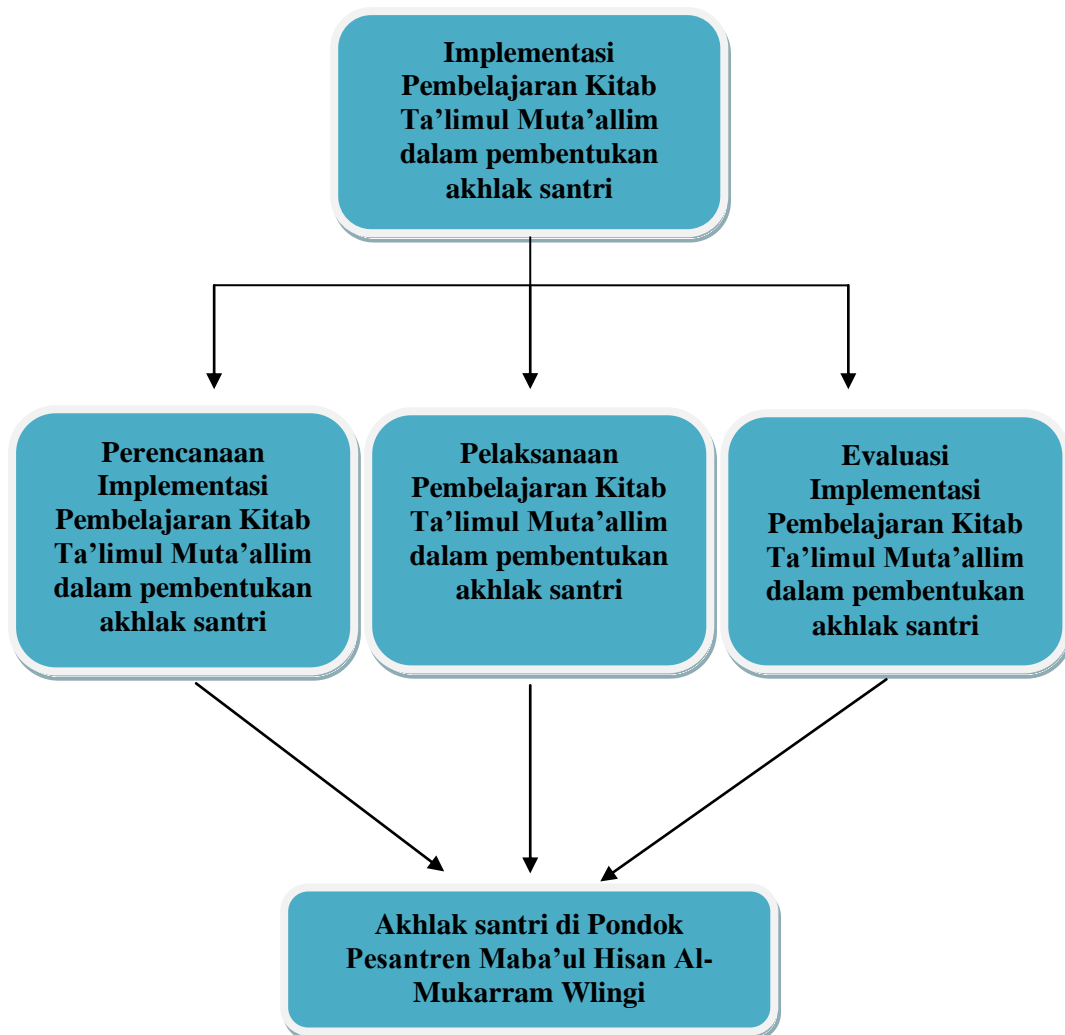 Implementasi
Pembelajaran Kitab
Ta’limul Muta’allim
dalam pembentukan
akhlak santri
Perencanaan
Implementasi
Pembelajaran Kitab
Ta’limul Muta’allim
dalam pembentukan
akhlak santri
Pelaksanaan
Pembelajaran Kitab
Ta’limul Muta’allim
dalam pembentukan
akhlak santri
Evaluasi
Implementasi
Pembelajaran Kitab
Ta’limul Muta’allim
dalam pembentukan
akhlak santri
Akhlak santri di Pondok
Pesantren Maba’ul Hisan Al-
Mukarram Wlingi